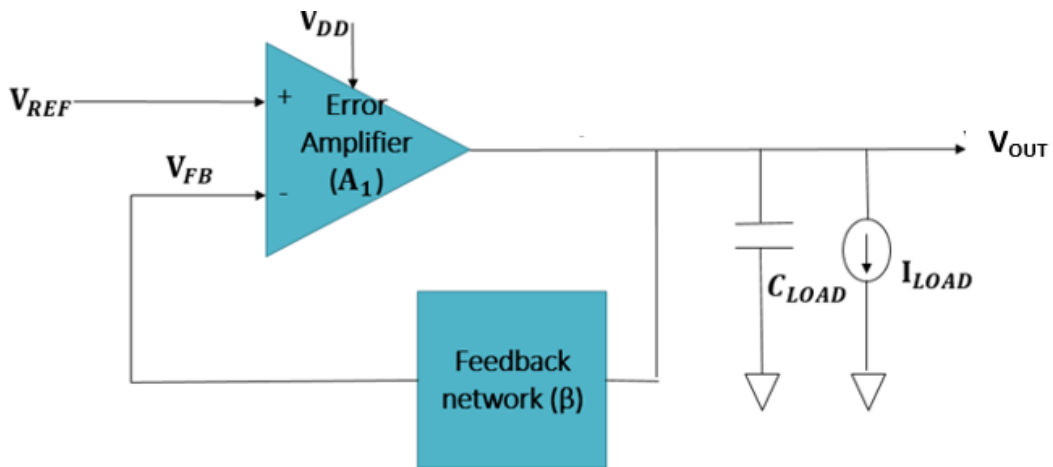 V_DD
V_REF
+
Error
Amplifier
(A_1)
V_OUT
V_FB
-
C_LOAD
I_LOAD
Feedback
network (β)